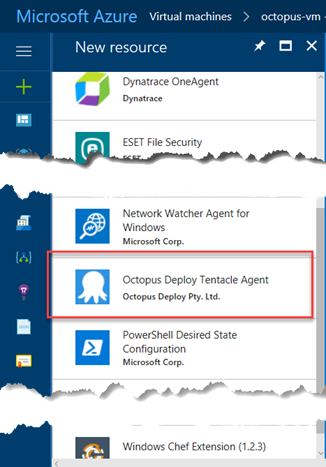 Microsoft Azure Virtual machines > octopus-vm
New resource
Dynatrace OneAgent
Dynatrace
ESET File Security
ESET
Network Watcher Agent for
Windows
Microsoft Corp.
Octopus Deploy Tentacle Agent
Octopus Deploy Pty. Ltd.
PowerShell Desired State
Configuration
Microsoft Corp.
Windows Chef Extension (1.2.3)